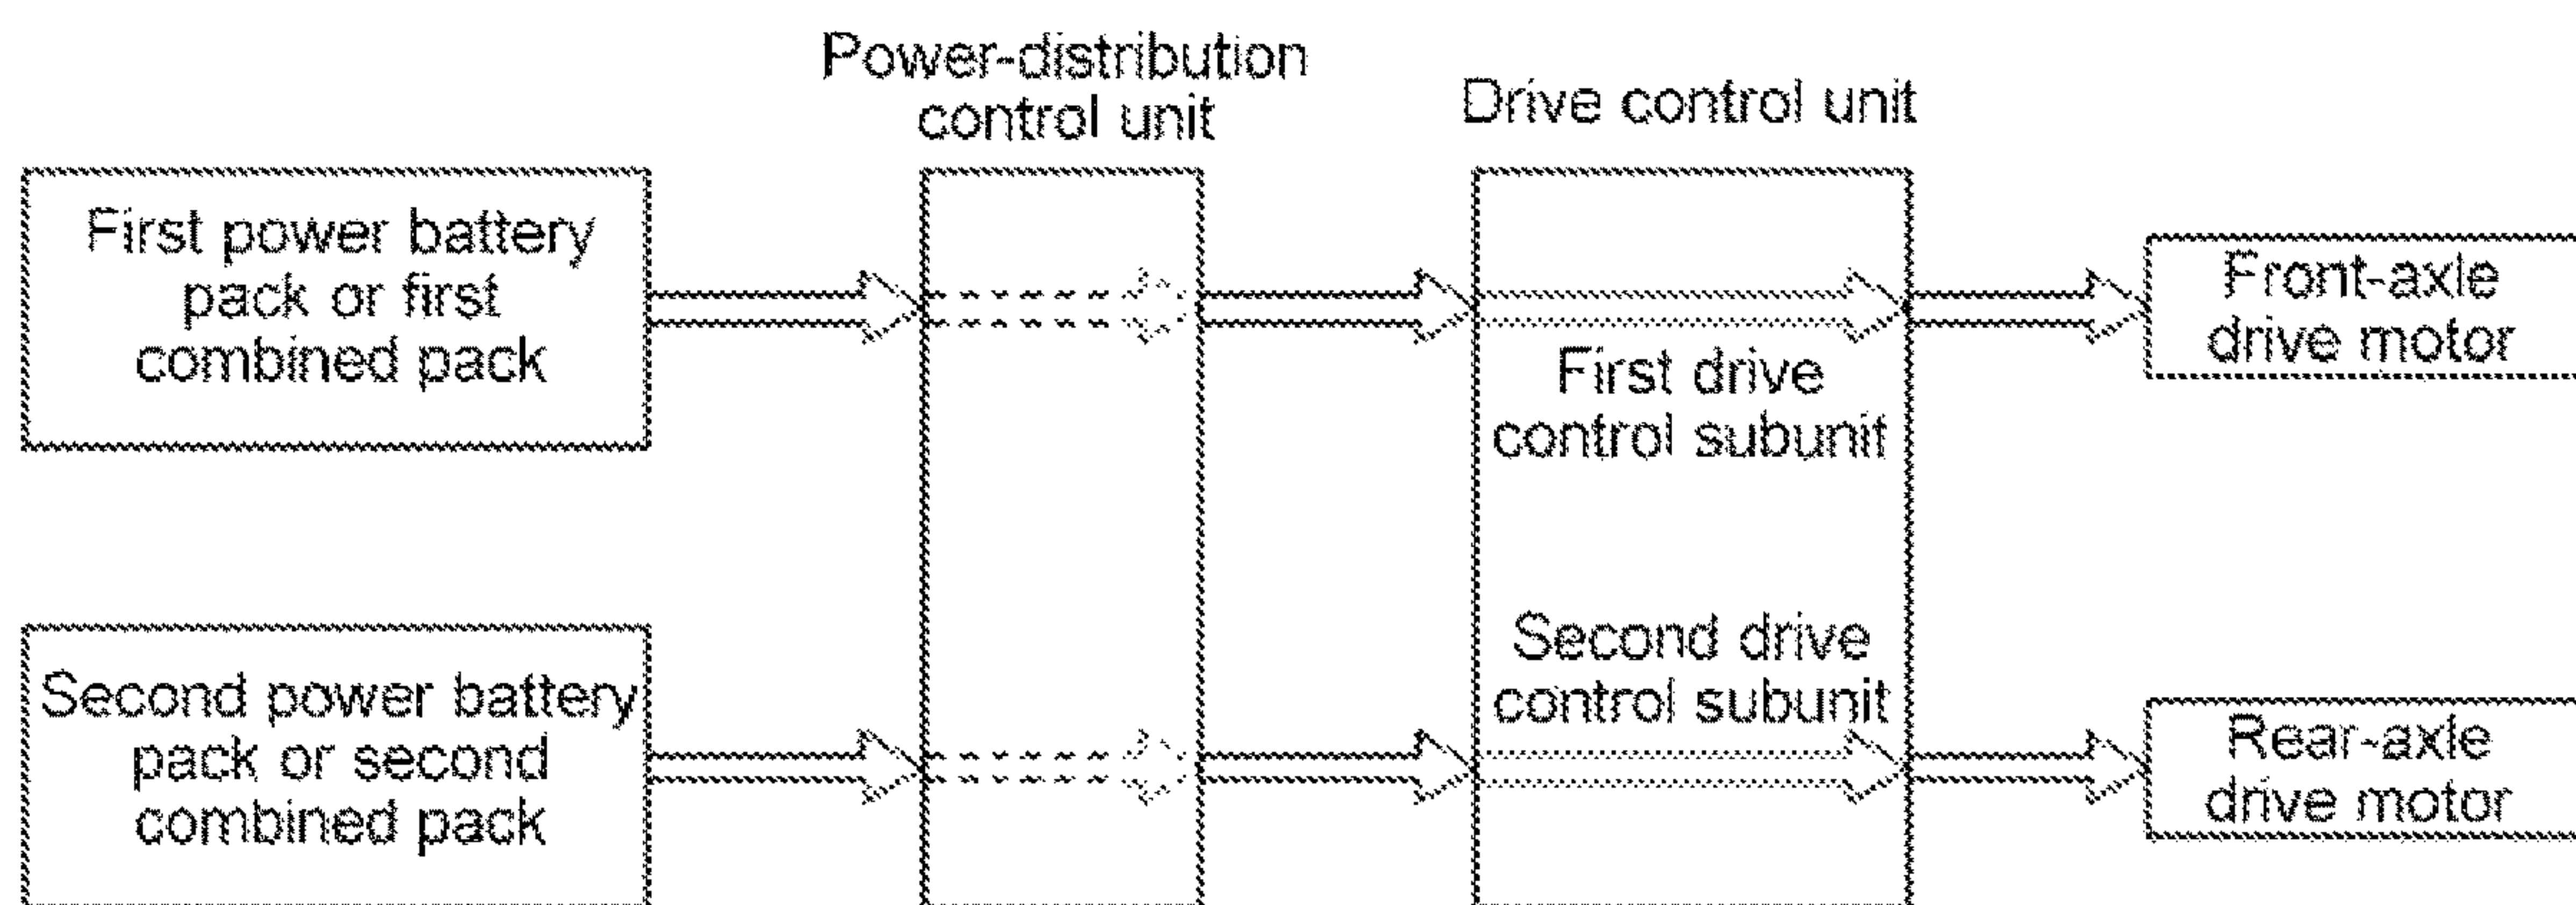 Power-distribution
control unit
Drive control unit
First power battery
pack or first
combined pack
Front-axle
drive motor
First drive
control subunit
Second drive
control subunit
Second power battery
pack or second
combined pack
Rear-axle
drive motor